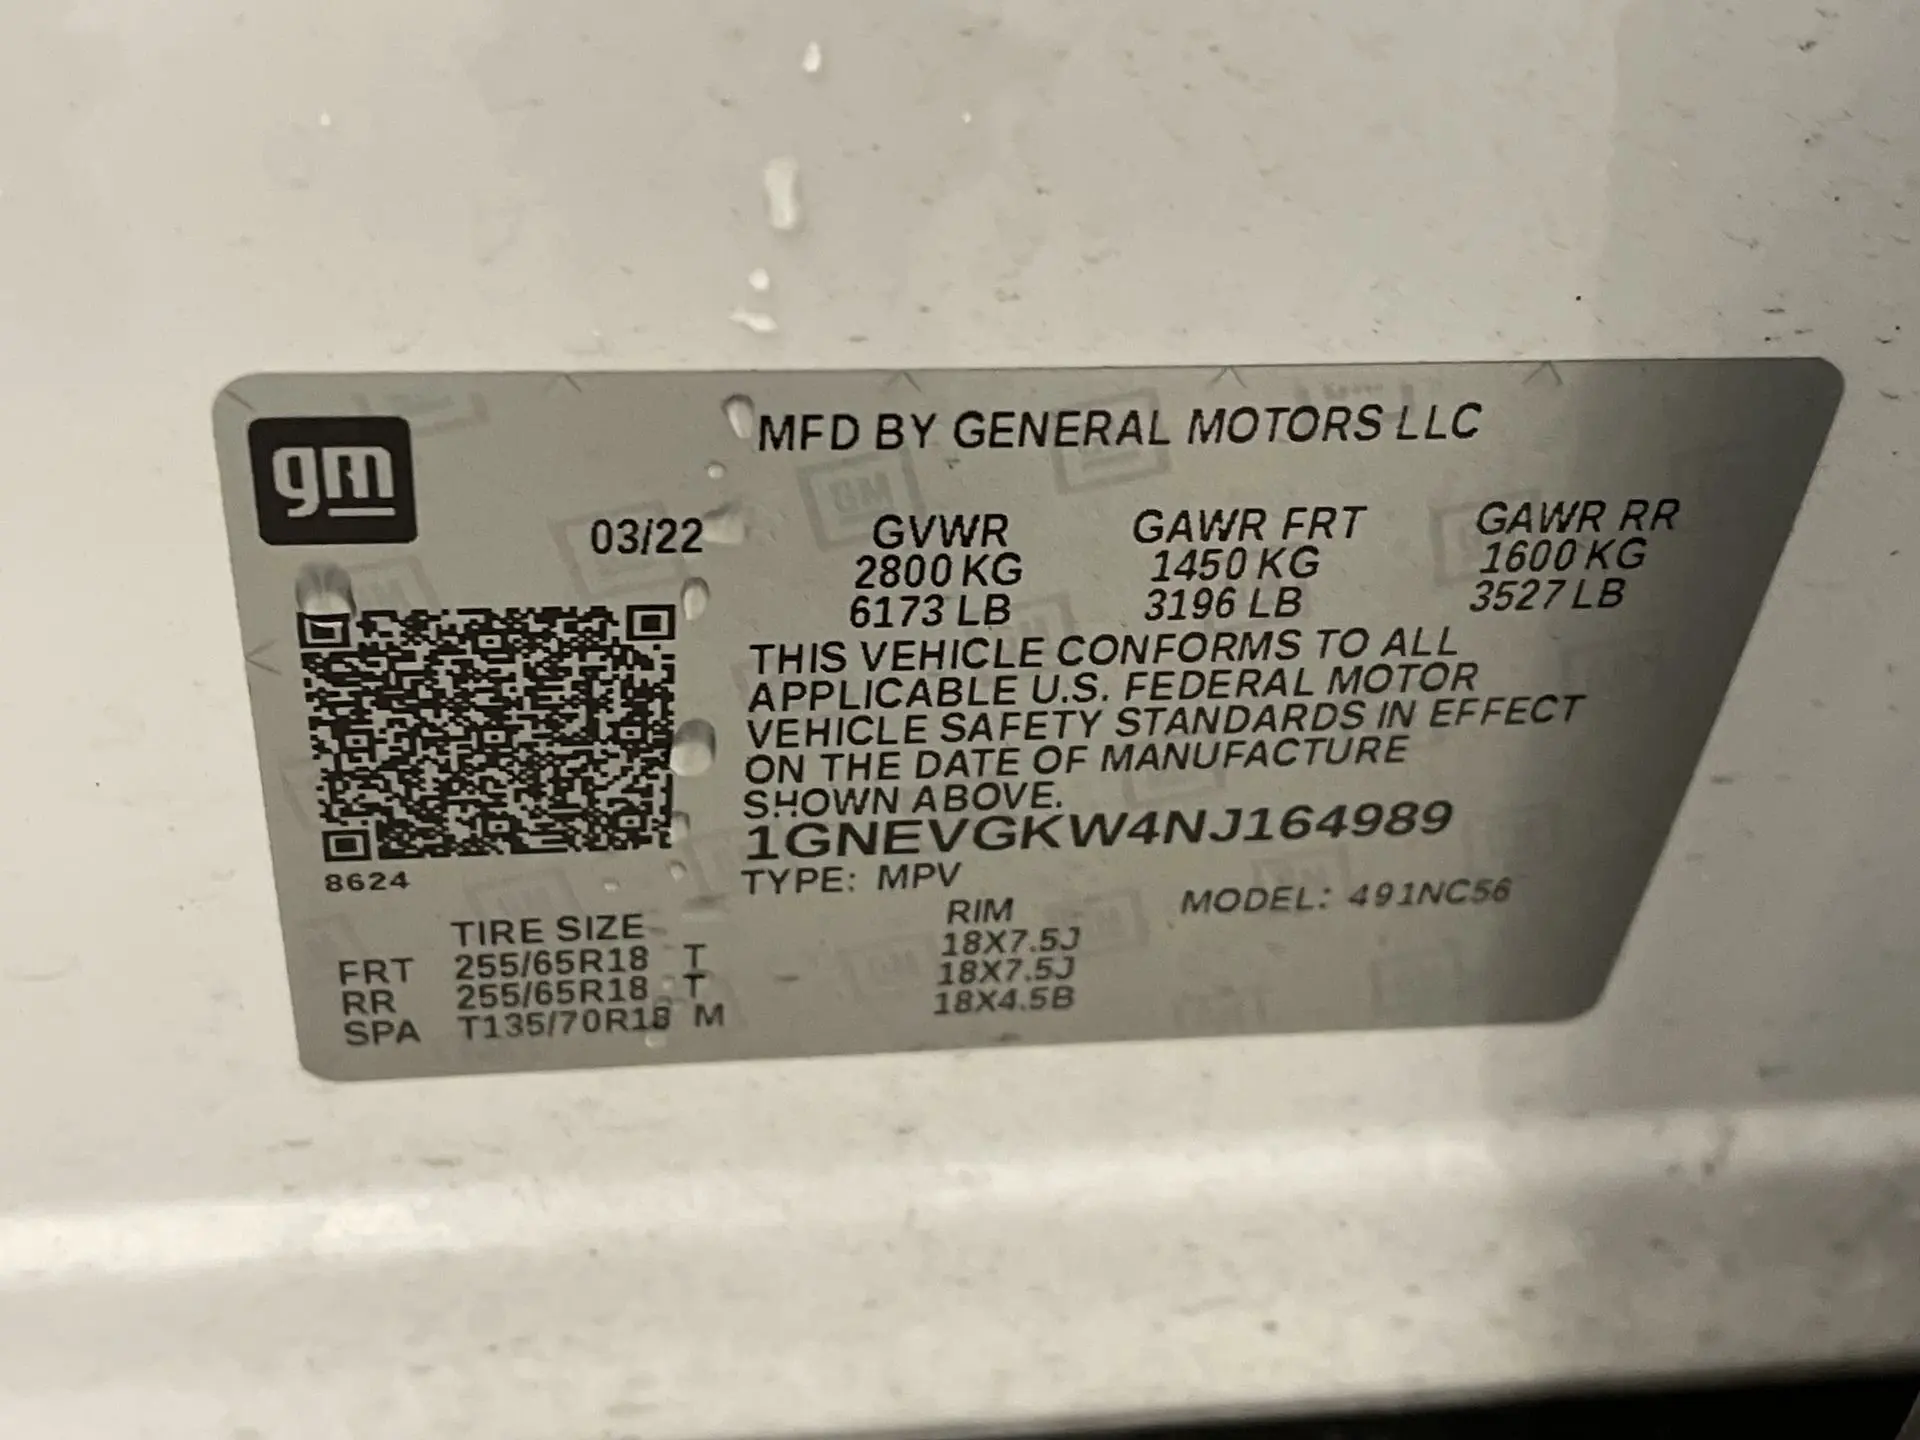 gm
MFD BY GENERAL MOTORS LLC
03/22 GVWR GAWR FRT GAWR RR
2800 KG 1450 KG 1600 KG
6173 LB 3196 LB 3527 LB
THIS VEHICLE CONFORMS TO ALL
APPLICABLE U.S. FEDERAL MOTOR
VEHICLE SAFETY STANDARDS IN EFFECT
ON THE DATE OF MANUFACTURE
SHOWN ABOVE.
1GNEVGKW4NJ164989
8624
TYPE: MPV MODEL: 491NC56
TIRE SIZE RIM
FRT 255/65R18 T 18X7.5J
RR 255/65R18 T 18X7.5J
SPA T135/70R18 M 18X4.5B